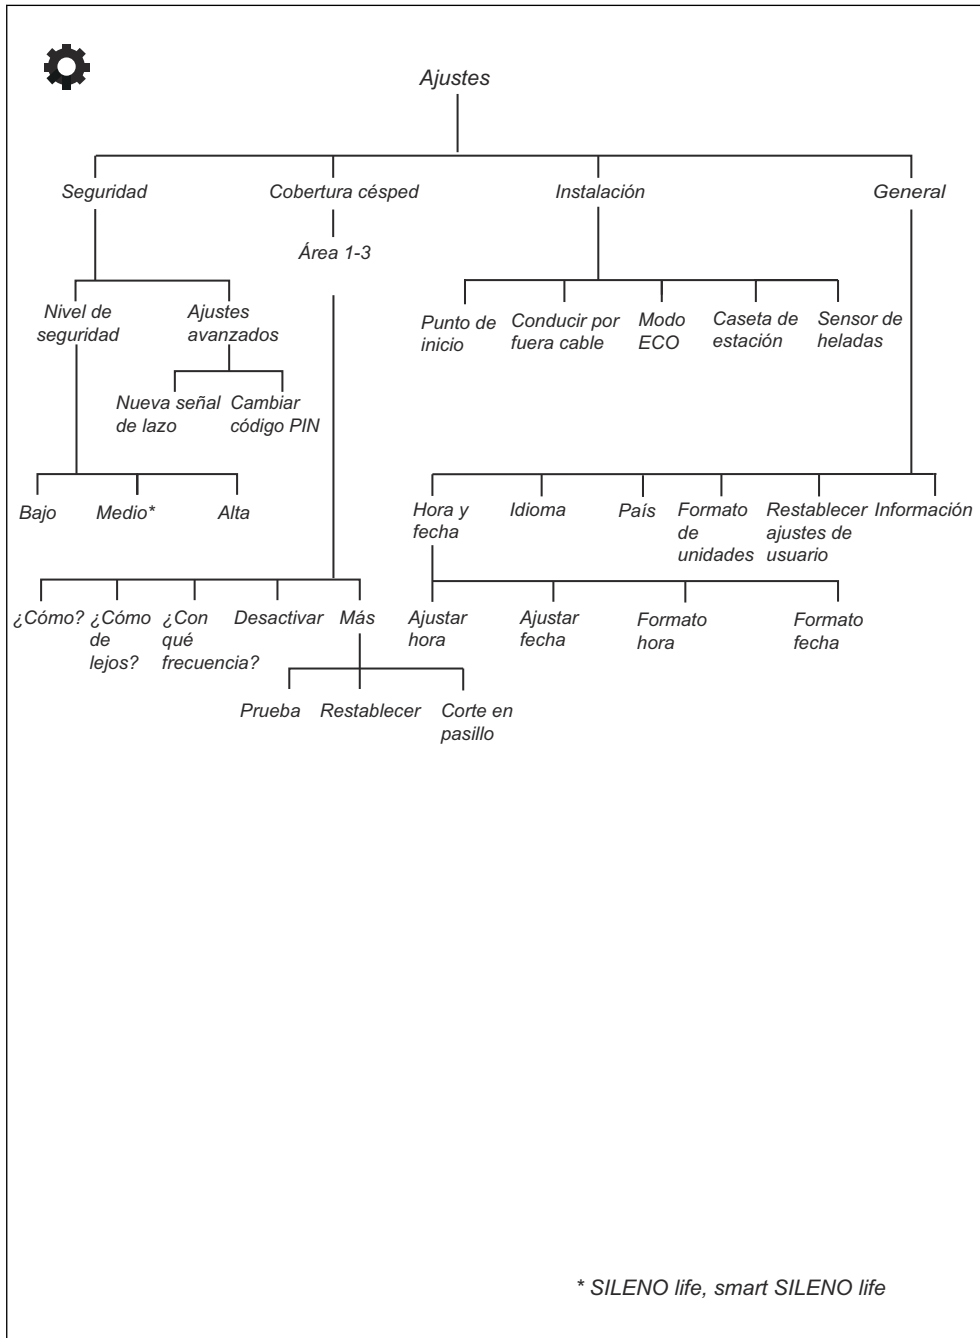 Ajustes
Seguridad
Cobertura césped
Instalación
General
Área 1-3
Nivel de
seguridad
Ajustes
avanzados
Punto de
inicio
Conducir por
fuera cable
Modo
ECO
Caseta de
estación
Sensor de
heladas
Nueva señal
de lazo
Cambiar
código PIN
Bajo
Medio*
Alta
Hora y
fecha
Idioma
País
Formato
de
unidades
Restablecer
ajustes de
usuario
Información
¿Cómo?
¿Cómo
de
lejos?
¿Con
qué
frecuencia?
Desactivar
Más
Ajustar
hora
Ajustar
fecha
Formato
hora
Formato
fecha
Prueba
Restablecer
Corte en
pasillo
* SILENO life, smart SILENO life